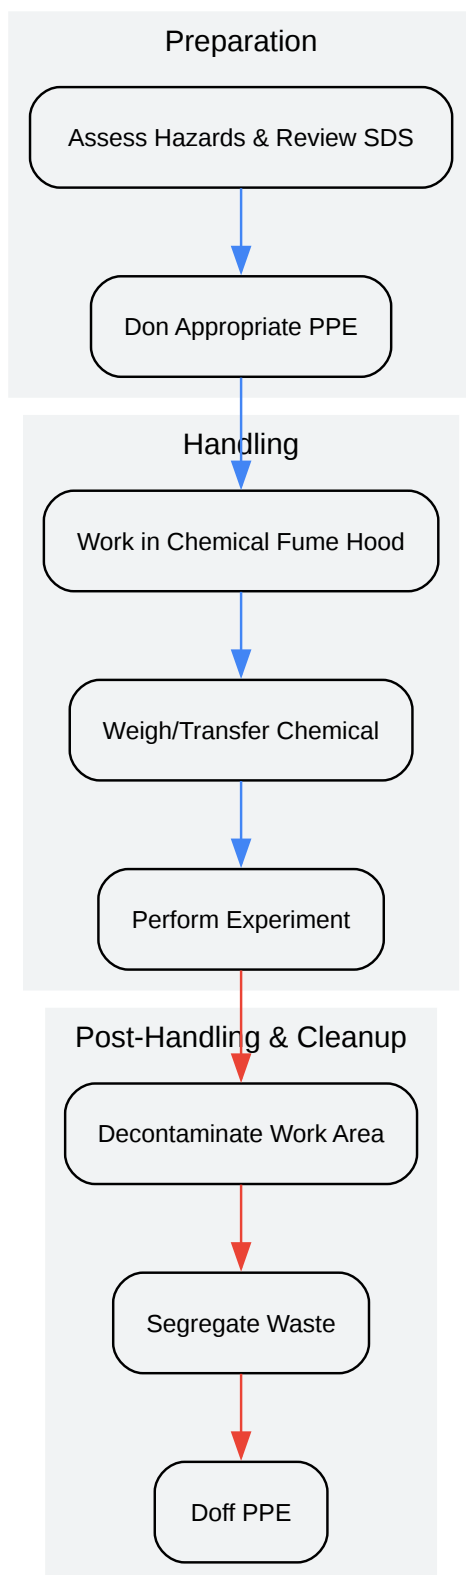 Preparation
Assess Hazards & Review SDS
Don Appropriate PPE
Handling
Work in Chemical Fume Hood
Weigh/Transfer Chemical
Perform Experiment
Post-Handling & Cleanup
Decontaminate Work Area
Segregate Waste
Doff PPE